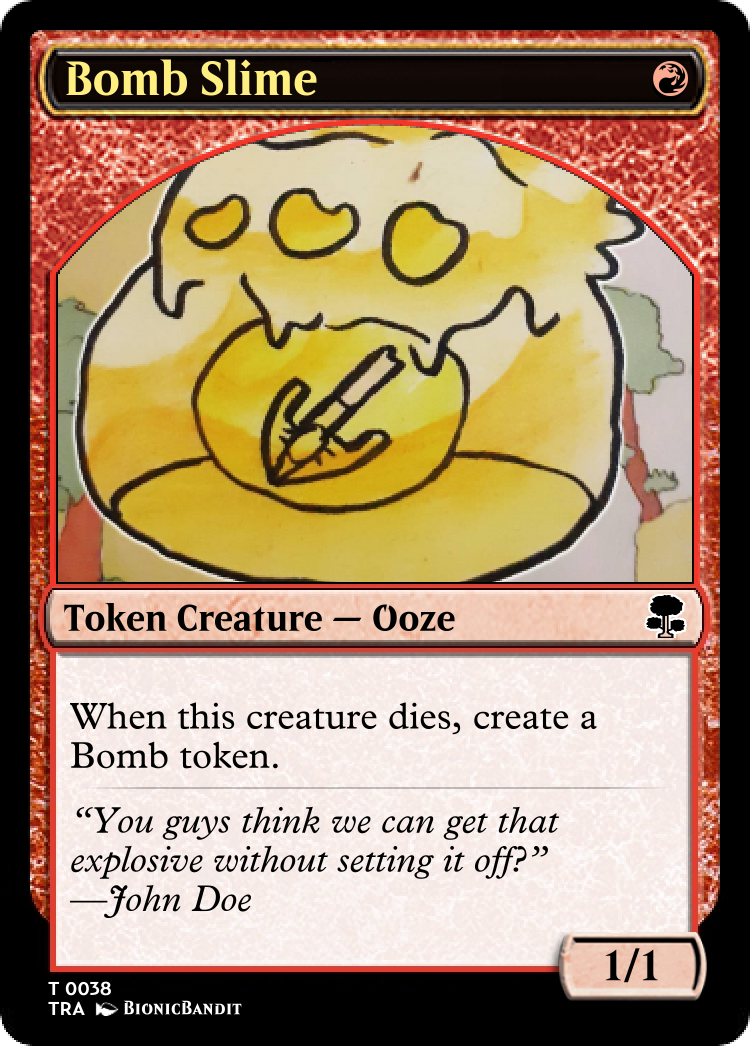 Bomb Slime
Token Creature — Ooze
When this creature dies, create a
Bomb token.
“You guys think we can get that
explosive without setting it off?”
—John Doe
1/1
T 0038
TRA BionicBandit